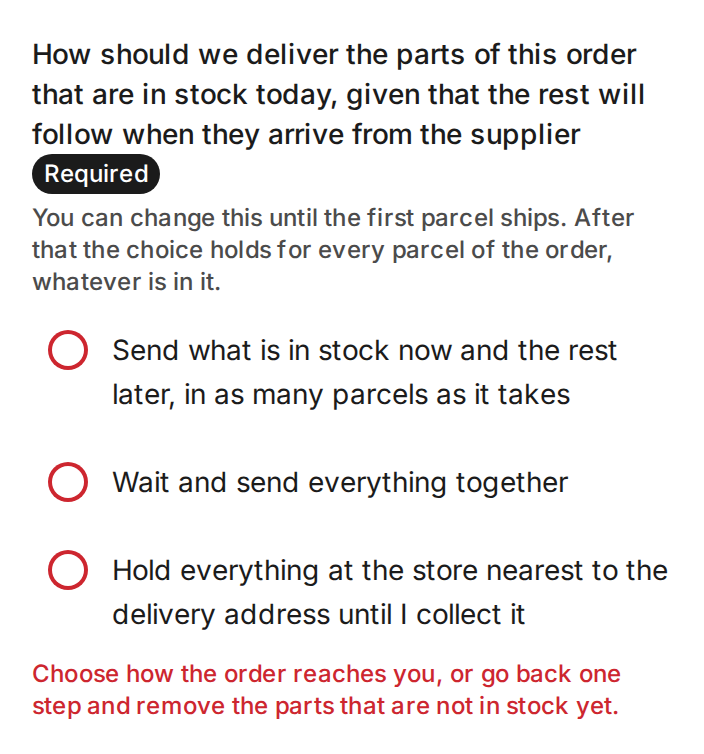 How should we deliver the parts of this order
that are in stock today, given that the rest will
follow when they arrive from the supplier
Required
You can change this until the first parcel ships. After
that the choice holds for every parcel of the order,
whatever is in it.
Send what is in stock now and the rest
later, in as many parcels as it takes
Wait and send everything together
Hold everything at the store nearest to the
delivery address until I collect it
Choose how the order reaches you, or go back one
step and remove the parts that are not in stock yet.